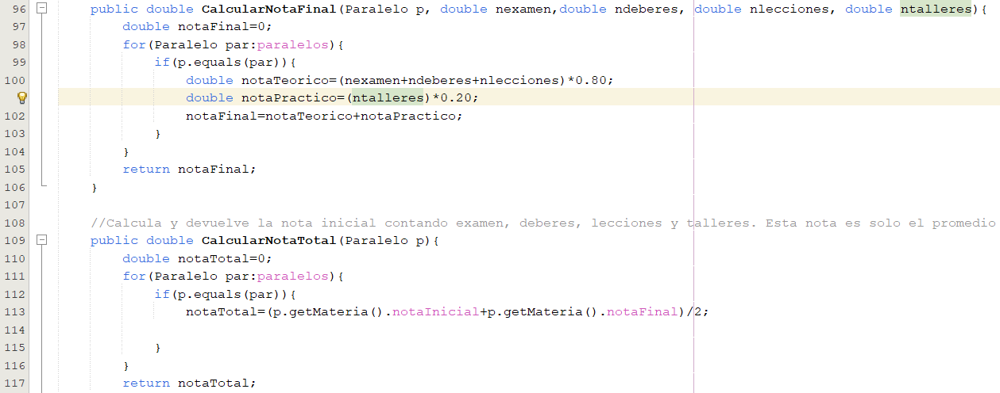 96 public double CalcularNotaFinal(Paralelo p, double nexamen,double ndeberes, double nlecciones, double ntalleres){
97 double notaFinal=0;
98 for(Paralelo par:paralelos){
99 if(p.equals(par)){
100 double notaTeorico=(nexamen+ndeberes+nlecciones)*0.80;
double notaPractico=(ntalleres)*0.20;
102 notaFinal=notaTeorico+notaPractico;
103 }
104 }
105 return notaFinal;
106 }
107
108 //Calcula y devuelve la nota inicial contando examen, deberes, lecciones y talleres. Esta nota es solo el promedio
109 public double CalcularNotaTotal(Paralelo p){
110 double notaTotal=0;
111 for(Paralelo par:paralelos){
112 if(p.equals(par)){
113 notaTotal=(p.getMateria().notaInicial+p.getMateria().notaFinal)/2;
114
115 }
116 }
117 return notaTotal;